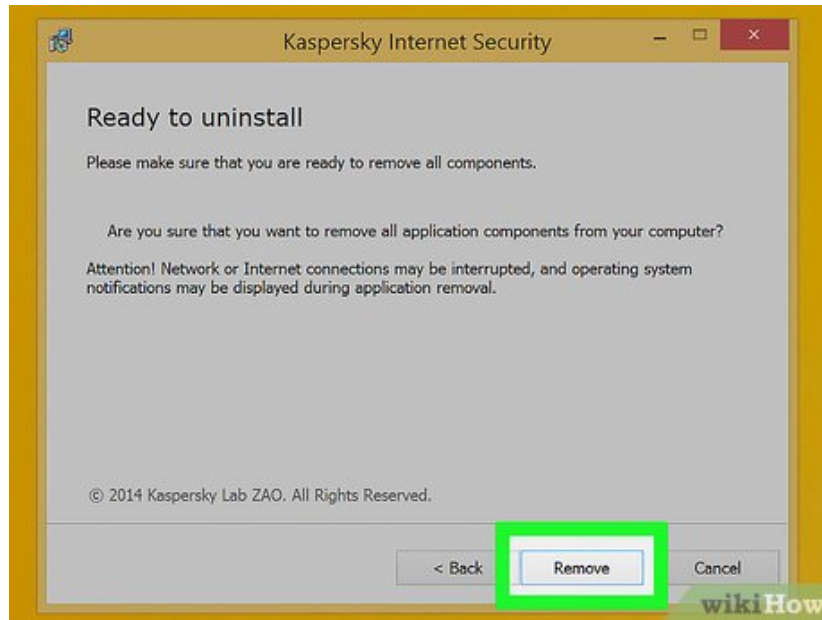 Kaspersky Internet Security
Ready to uninstall
Please make sure that you are ready to remove all components.
Are you sure that you want to remove all application components from your computer?
Attention! Network or Internet connections may be interrupted, and operating system
notifications may be displayed during application removal.
© 2014 Kaspersky Lab ZAO. All Rights Reserved.
< Back Remove Cancel
wikiHow